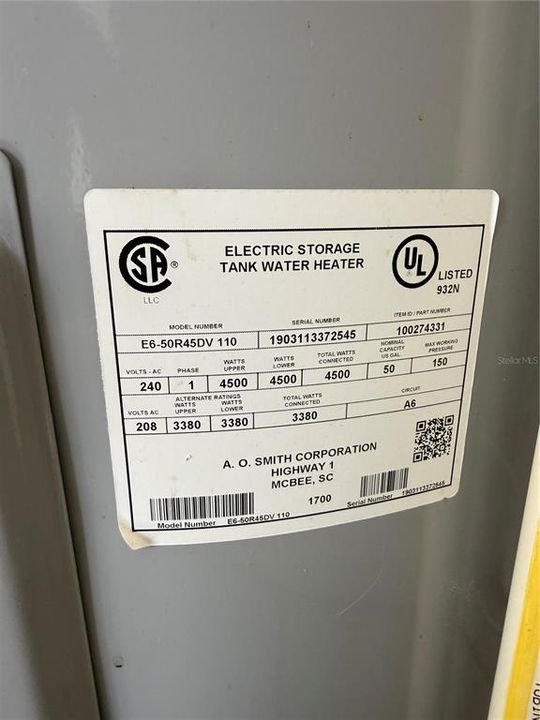 SA ®
LLC
ELECTRIC STORAGE
TANK WATER HEATER
UL ®
LISTED
932N
MODEL NUMBER
SERIAL NUMBER
ITEM ID / PART NUMBER
E6-50R45DV 110
1903113372545
100274331
VOLTS - AC
PHASE
WATTS UPPER
WATTS LOWER
TOTAL WATTS CONNECTED
NOMINAL CAPACITY US GAL.
MAX WORKING PRESSURE
240
1
4500
4500
4500
50
150
ALTERNATE RATINGS
VOLTS AC
WATTS UPPER
WATTS LOWER
TOTAL WATTS CONNECTED
CIRCUIT
208
3380
3380
3380
A6
A. O. SMITH CORPORATION
HIGHWAY 1
MCBEE, SC
1700
Model Number E6-50R45DV 110
Serial Number 1903113372545
Stellar MLS